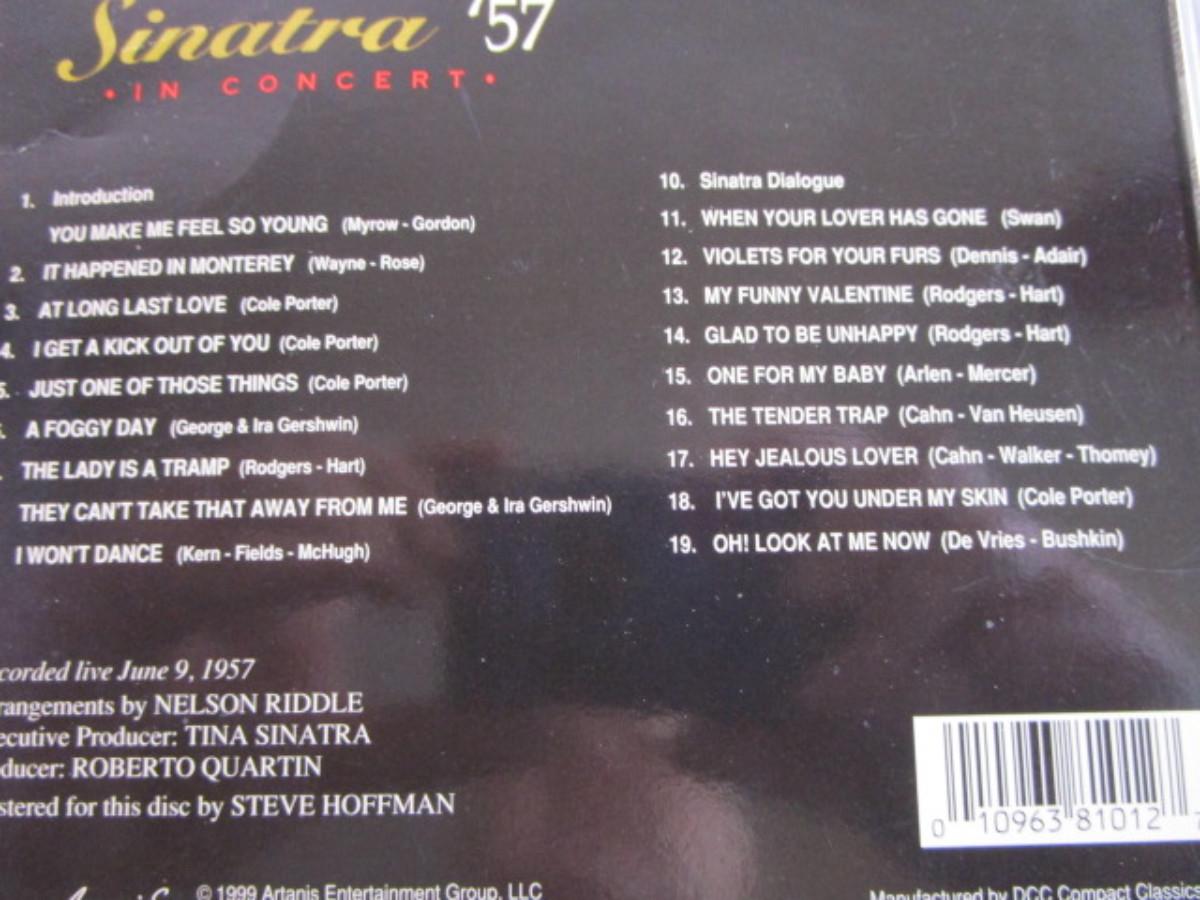 Sinatra '57
• IN CONCERT •
1. Introduction
YOU MAKE ME FEEL SO YOUNG (Myrow - Gordon)
2. IT HAPPENED IN MONTEREY (Wayne - Rose)
3. AT LONG LAST LOVE (Cole Porter)
4. I GET A KICK OUT OF YOU (Cole Porter)
5. JUST ONE OF THOSE THINGS (Cole Porter)
A FOGGY DAY (George & Ira Gershwin)
THE LADY IS A TRAMP (Rodgers - Hart)
THEY CAN'T TAKE THAT AWAY FROM ME (George & Ira Gershwin)
I WON'T DANCE (Kern - Fields - McHugh)
10. Sinatra Dialogue
11. WHEN YOUR LOVER HAS GONE (Swan)
12. VIOLETS FOR YOUR FURS (Dennis - Adair)
13. MY FUNNY VALENTINE (Rodgers - Hart)
14. GLAD TO BE UNHAPPY (Rodgers - Hart)
15. ONE FOR MY BABY (Arlen - Mercer)
16. THE TENDER TRAP (Cahn - Van Heusen)
17. HEY JEALOUS LOVER (Cahn - Walker - Thomey)
18. I'VE GOT YOU UNDER MY SKIN (Cole Porter)
19. OH! LOOK AT ME NOW (De Vries - Bushkin)
corded live June 9, 1957
rangements by NELSON RIDDLE
ecutive Producer: TINA SINATRA
ducer: ROBERTO QUARTIN
stered for this disc by STEVE HOFFMAN
0 10963 81012 7
© 1999 Artanis Entertainment Group, LLC
Manufactured by DCC Compact Classics